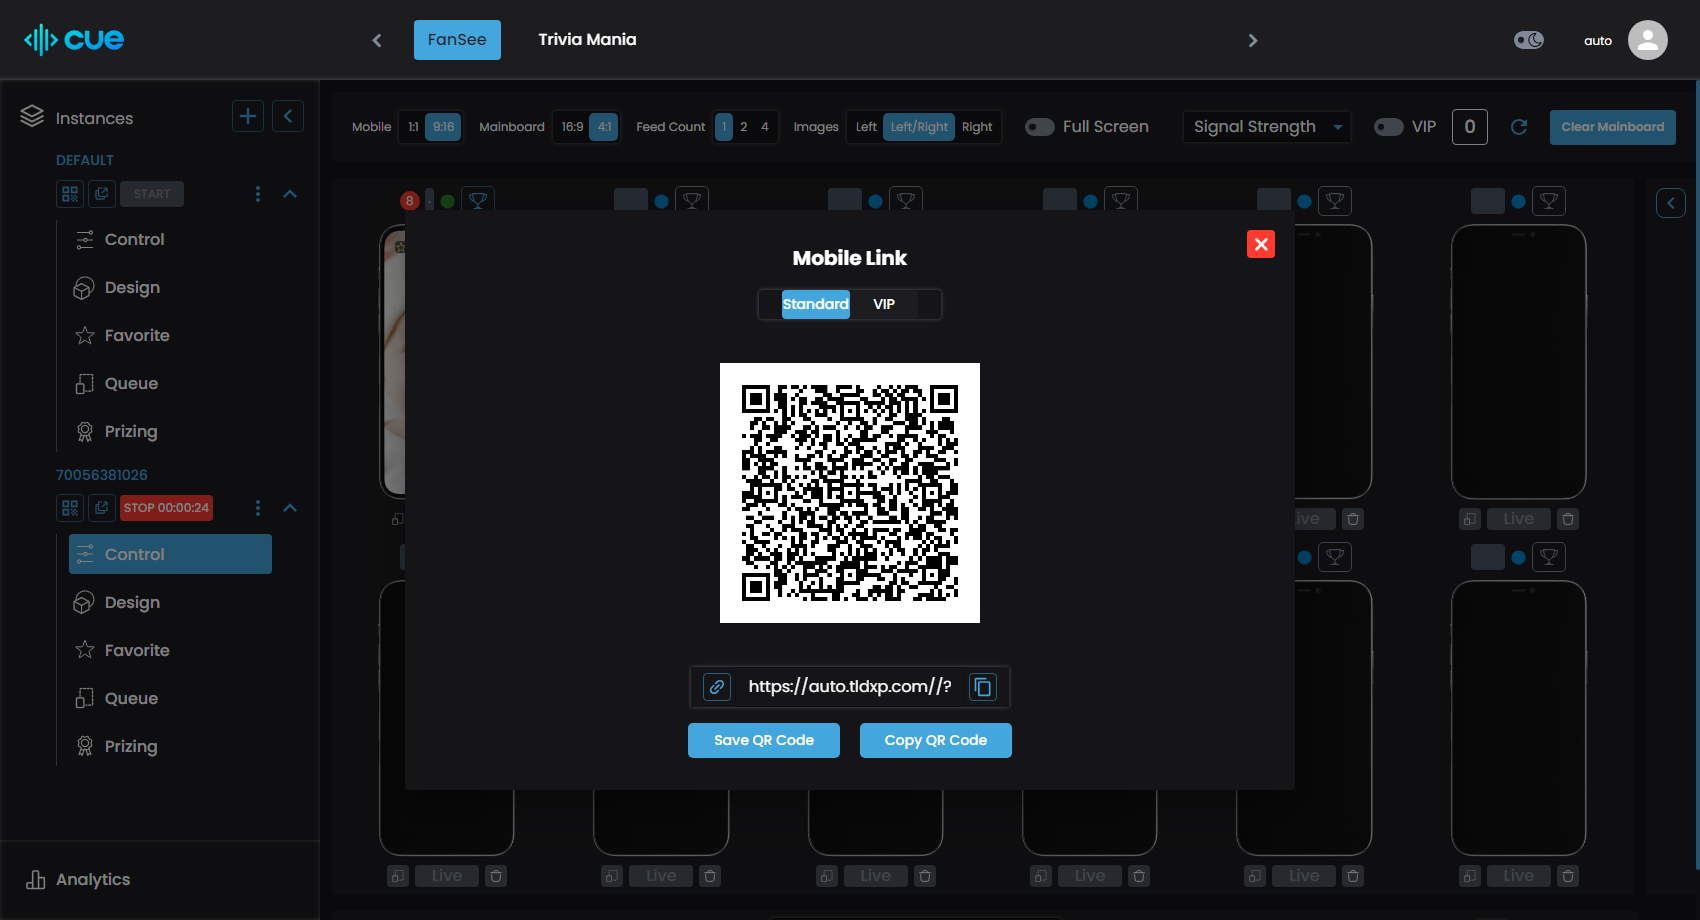 cue
FanSee
Trivia Mania
auto
Instances
DEFAULT
START
Control
Design
Favorite
Queue
Prizing
70056381026
STOP 00:00:24
Control
Design
Favorite
Queue
Prizing
Analytics
Mobile 1:1 9:16 Mainboard 16:9 4:1 Feed Count 1 2 4 Images Left Left/Right Right Full Screen Signal Strength VIP 0 Clear Mainboard
8
Mobile Link
Standard VIP
https://auto.tldxp.com//?
Save QR Code Copy QR Code
Live
Live Live Live Live Live Live